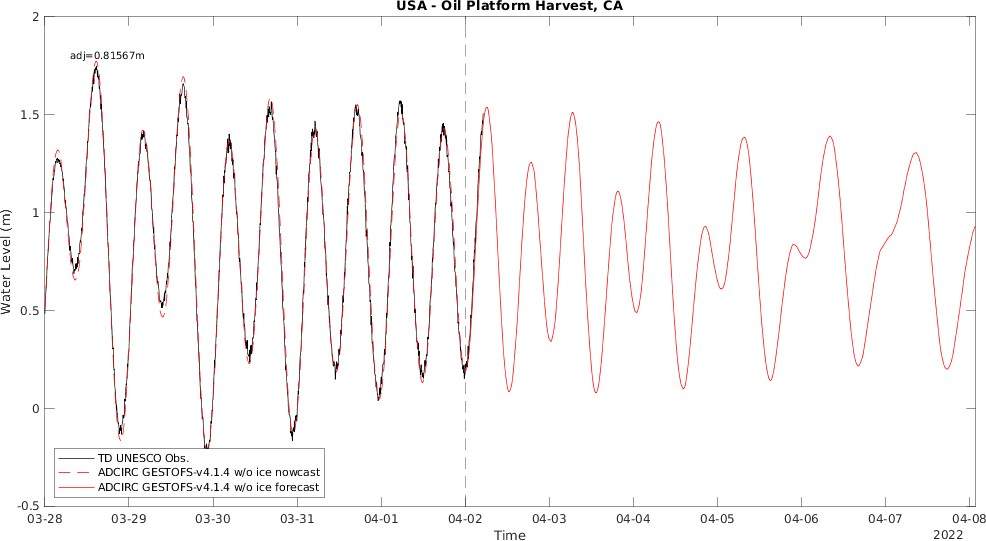 USA - Oil Platform Harvest, CA
adj=0.81567m
2
1.5
1
0.5
0
-0.5
Water Level (m)
TD UNESCO Obs.
ADCIRC GESTOFS-v4.1.4 w/o ice nowcast
ADCIRC GESTOFS-v4.1.4 w/o ice forecast
03-28 03-29 03-30 03-31 04-01 04-02 04-03 04-04 04-05 04-06 04-07 04-08
Time
2022